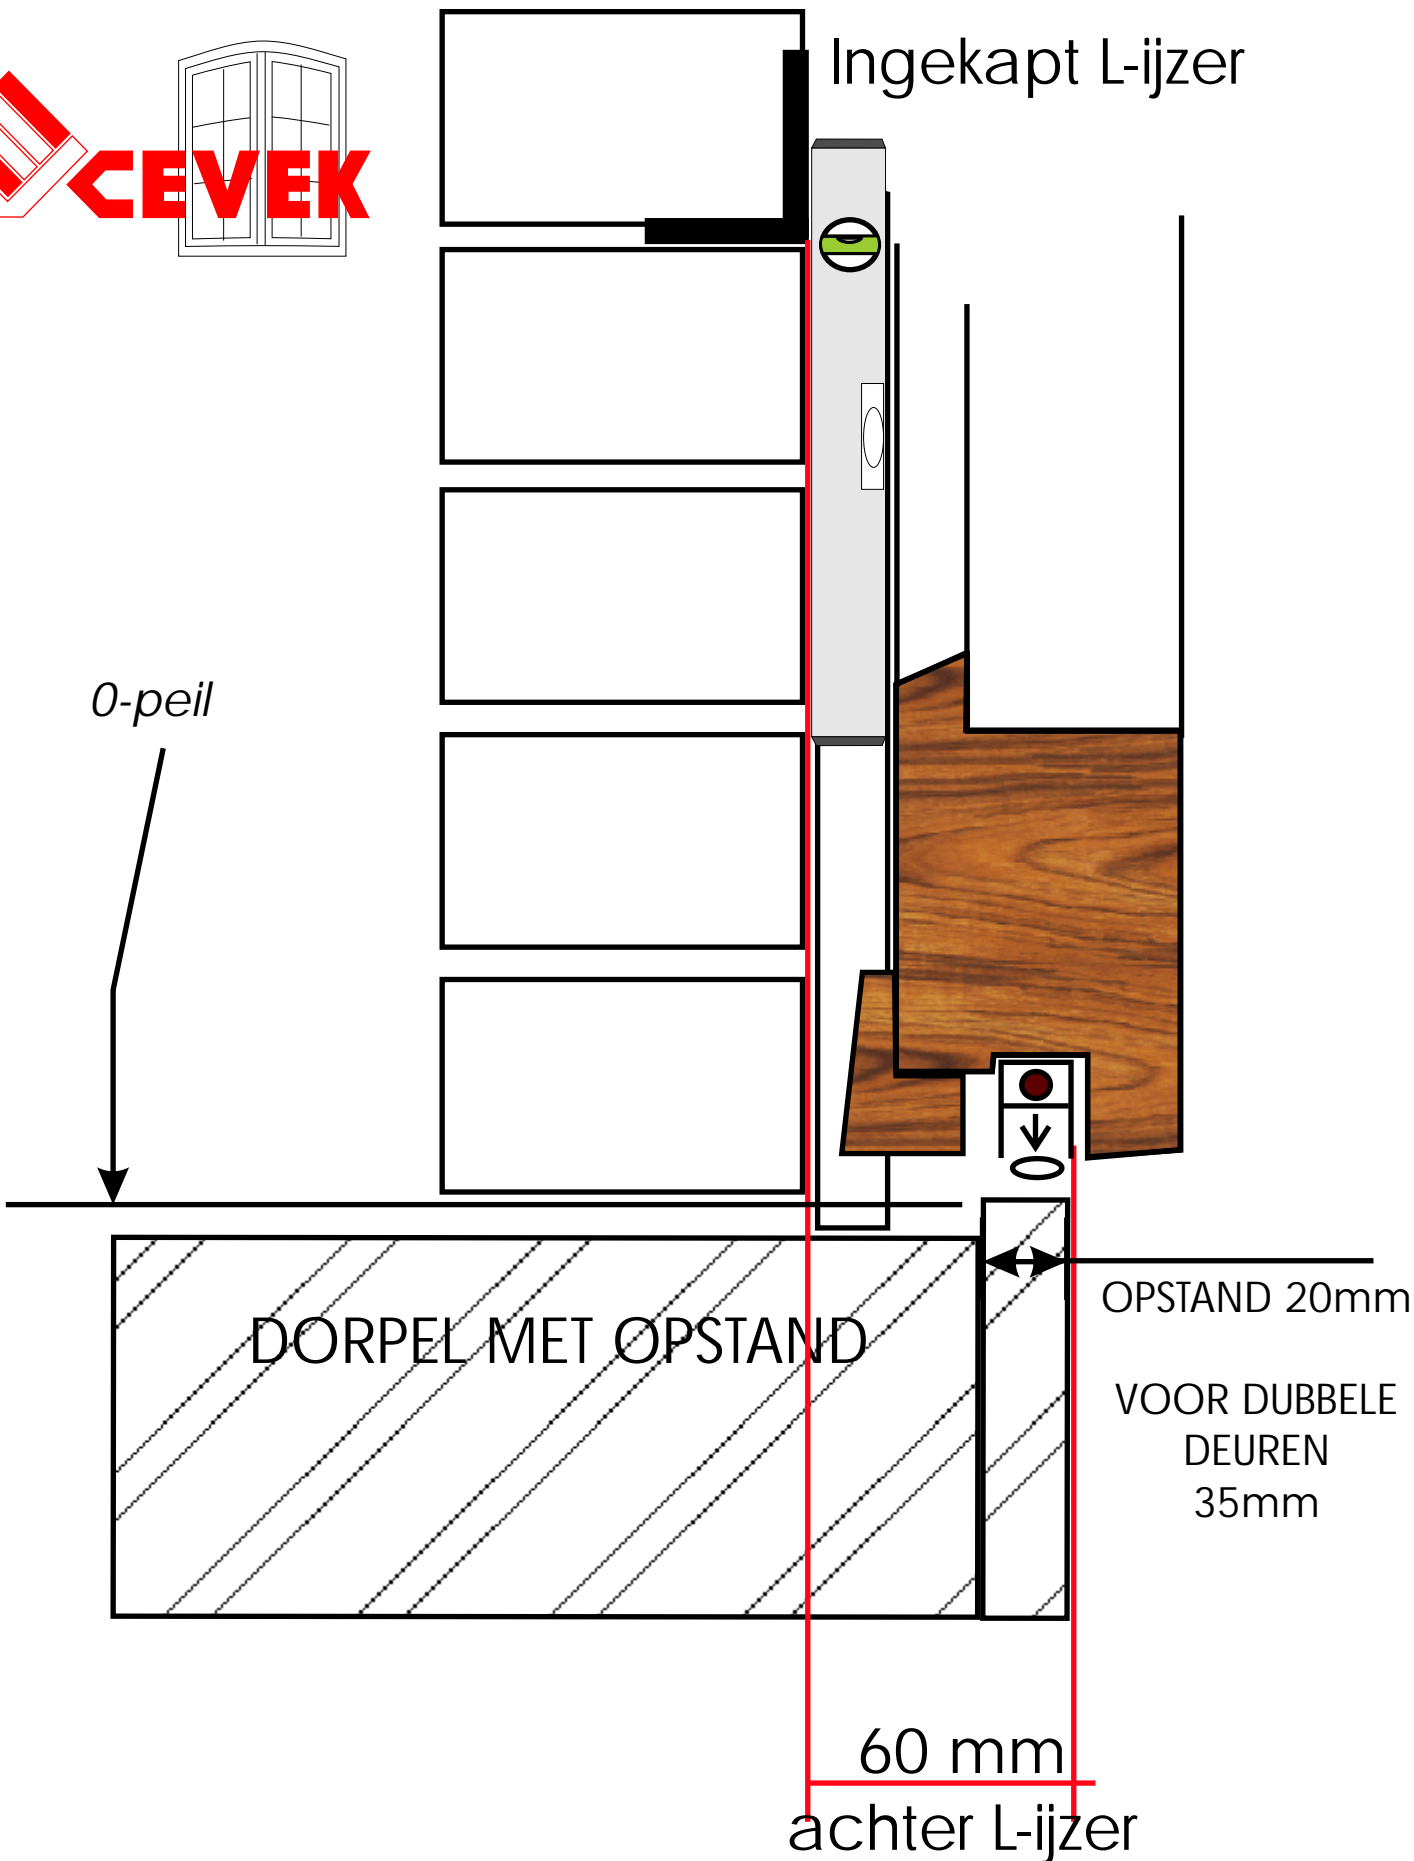 Ingekapt L-ijzer
CEVEK
0-peil
DORPEL MET OPSTAND
OPSTAND 20mm
VOOR DUBBELE
DEUREN
35mm
60 mm
achter L-ijzer